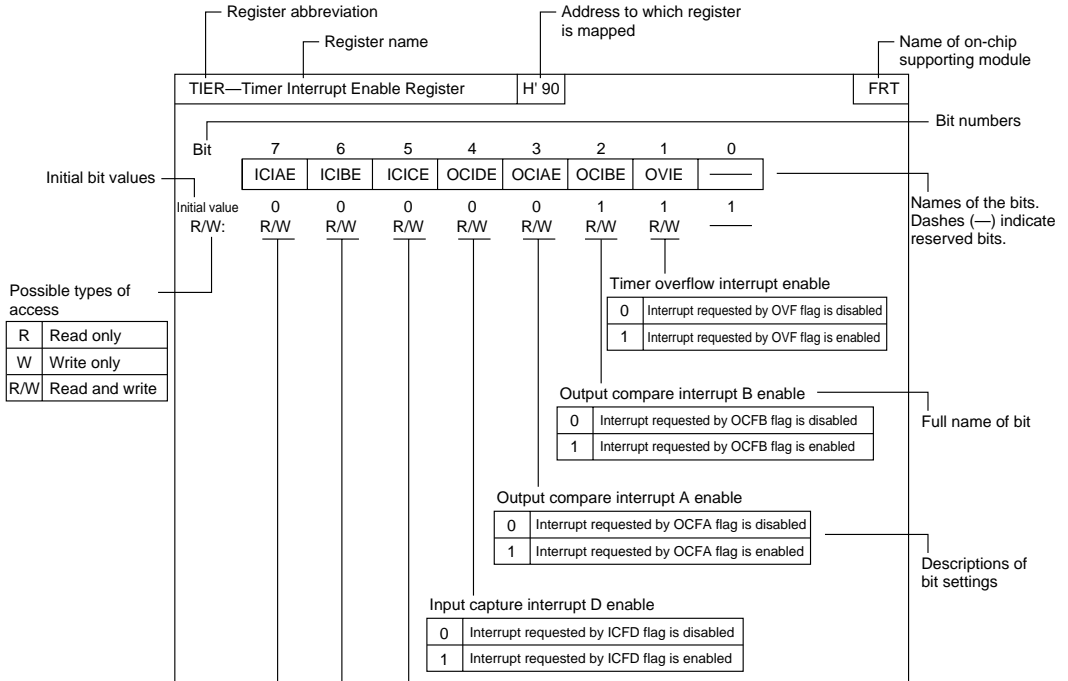 Register abbreviation
Register name
Address to which register
is mapped
Name of on-chip
supporting module
TIER—Timer Interrupt Enable Register H' 90 FRT
Bit numbers
Bit 7 6 5 4 3 2 1 0
ICIAE ICIBE ICICE OCIDE OCIAE OCIBE OVIE —
Initial bit values
Initial value 0 0 0 0 0 1 1 1
R/W: R/W R/W R/W R/W R/W R/W R/W —
Names of the bits.
Dashes (—) indicate
reserved bits.
Possible types of
access
R Read only
W Write only
R/W Read and write
Timer overflow interrupt enable
0 Interrupt requested by OVF flag is disabled
1 Interrupt requested by OVF flag is enabled
Output compare interrupt B enable
0 Interrupt requested by OCFB flag is disabled
1 Interrupt requested by OCFB flag is enabled
Full name of bit
Output compare interrupt A enable
0 Interrupt requested by OCFA flag is disabled
1 Interrupt requested by OCFA flag is enabled
Descriptions of
bit settings
Input capture interrupt D enable
0 Interrupt requested by ICFD flag is disabled
1 Interrupt requested by ICFD flag is enabled